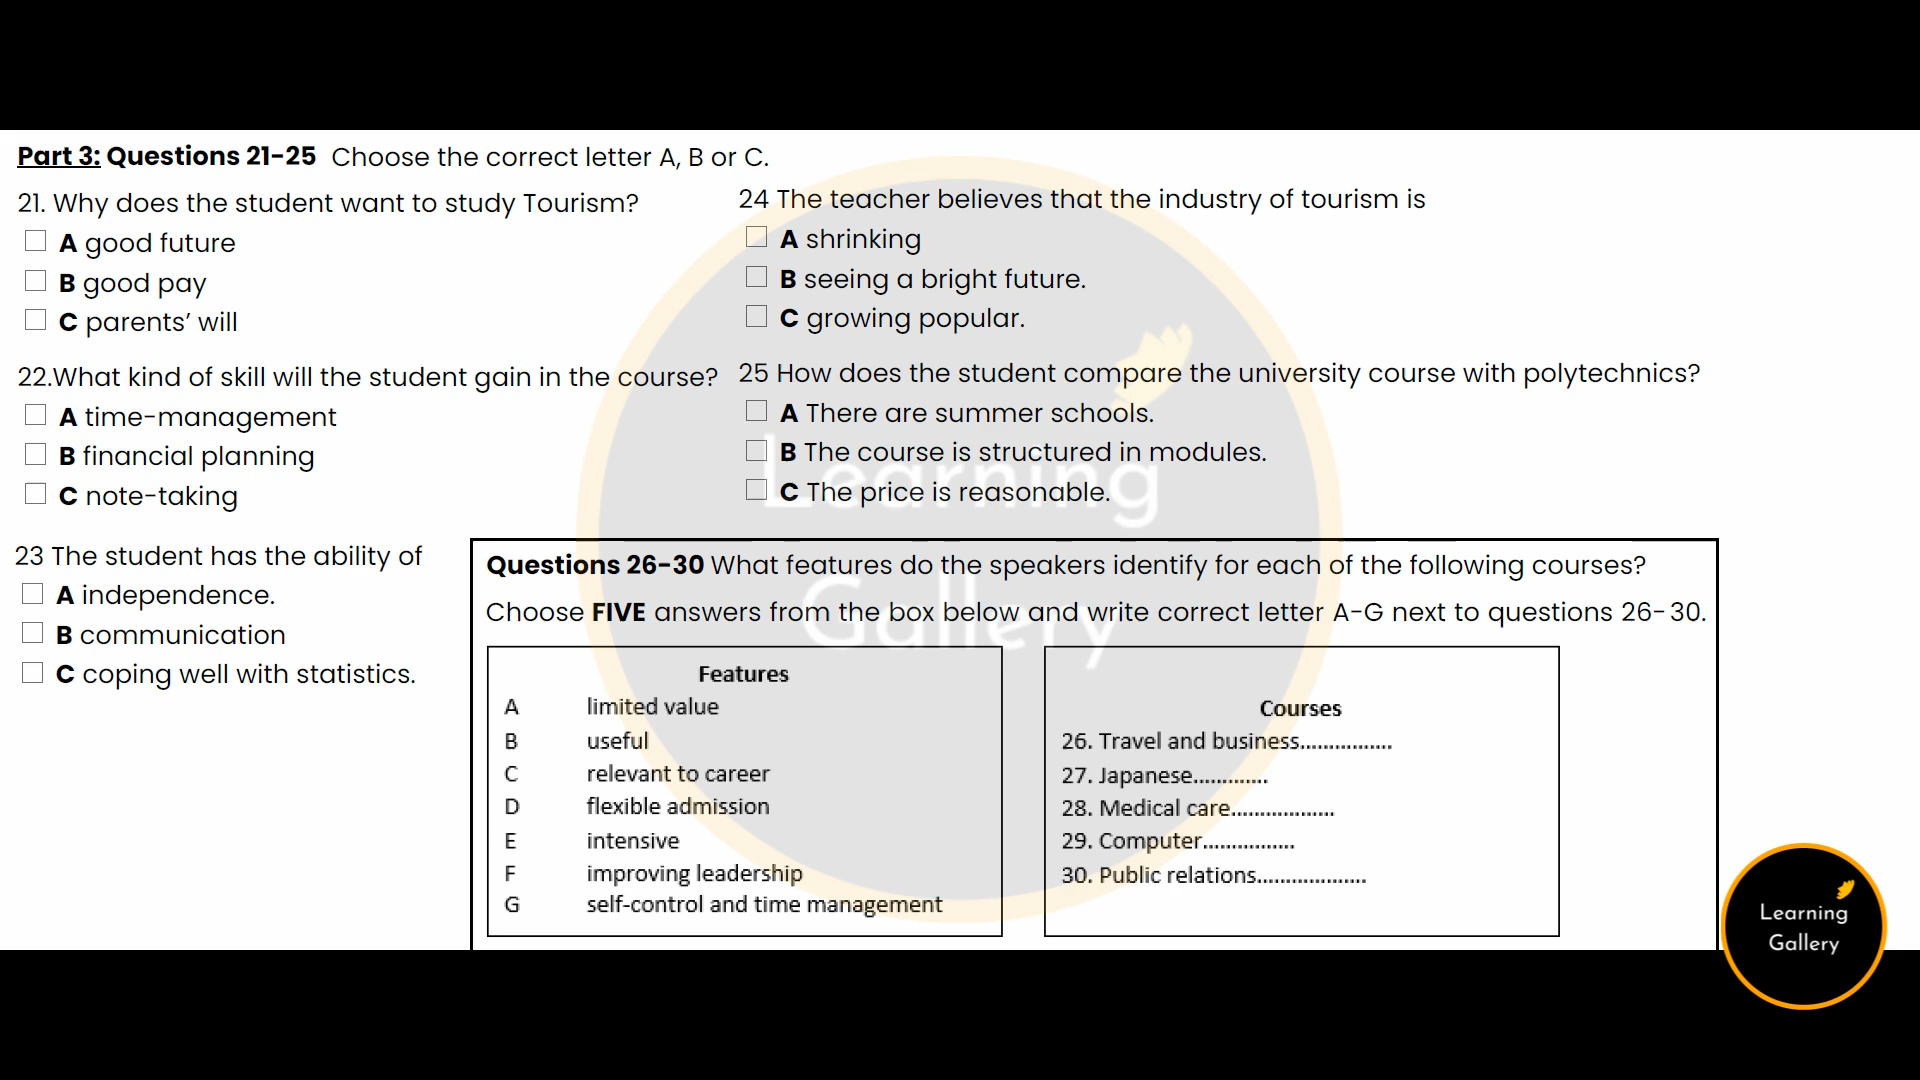 Part 3: Questions 21-25 Choose the correct letter A, B or C.
21. Why does the student want to study Tourism?
A good future
B good pay
C parents' will
22.What kind of skill will the student gain in the course?
A time-management
B financial planning
C note-taking
23 The student has the ability of
A independence.
B communication
C coping well with statistics.
24 The teacher believes that the industry of tourism is
A shrinking
B seeing a bright future.
C growing popular.
25 How does the student compare the university course with polytechnics?
A There are summer schools.
B The course is structured in modules.
C The price is reasonable.
Questions 26-30 What features do the speakers identify for each of the following courses?
Choose FIVE answers from the box below and write correct letter A-G next to questions 26-30.
Features
A limited value
B useful
C relevant to career
D flexible admission
E intensive
F improving leadership
G self-control and time management
Courses
26. Travel and business................
27. Japanese.............
28. Medical care..................
29. Computer................
30. Public relations...................
Learning
Gallery
Learning
Gallery